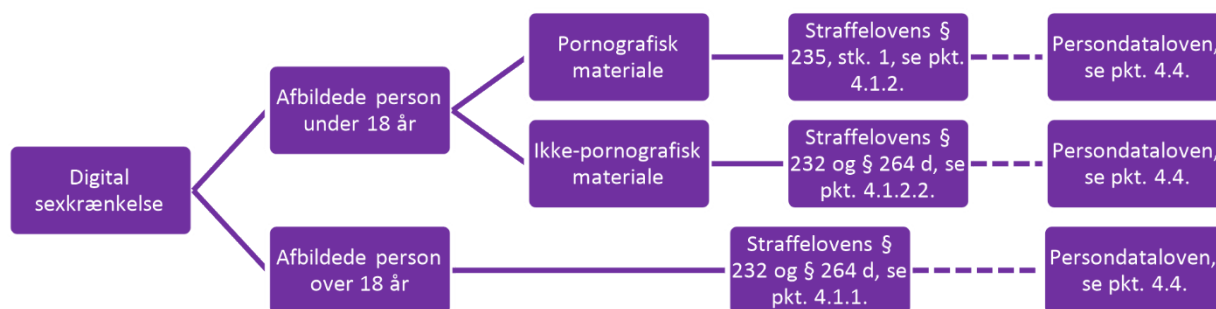 Digital
sexkrænkelse
Afbildede person
under 18 år
Pornografisk
materiale
Straffelovens §
235, stk. 1, se pkt.
4.1.2.
Persondataloven,
se pkt. 4.4.
Ikke-pornografisk
materiale
Straffelovens §
232 og § 264 d, se
pkt. 4.1.2.2.
Persondataloven,
se pkt. 4.4.
Afbildede person
over 18 år
Straffelovens §
232 og § 264 d, se
pkt. 4.1.1.
Persondataloven,
se pkt. 4.4.